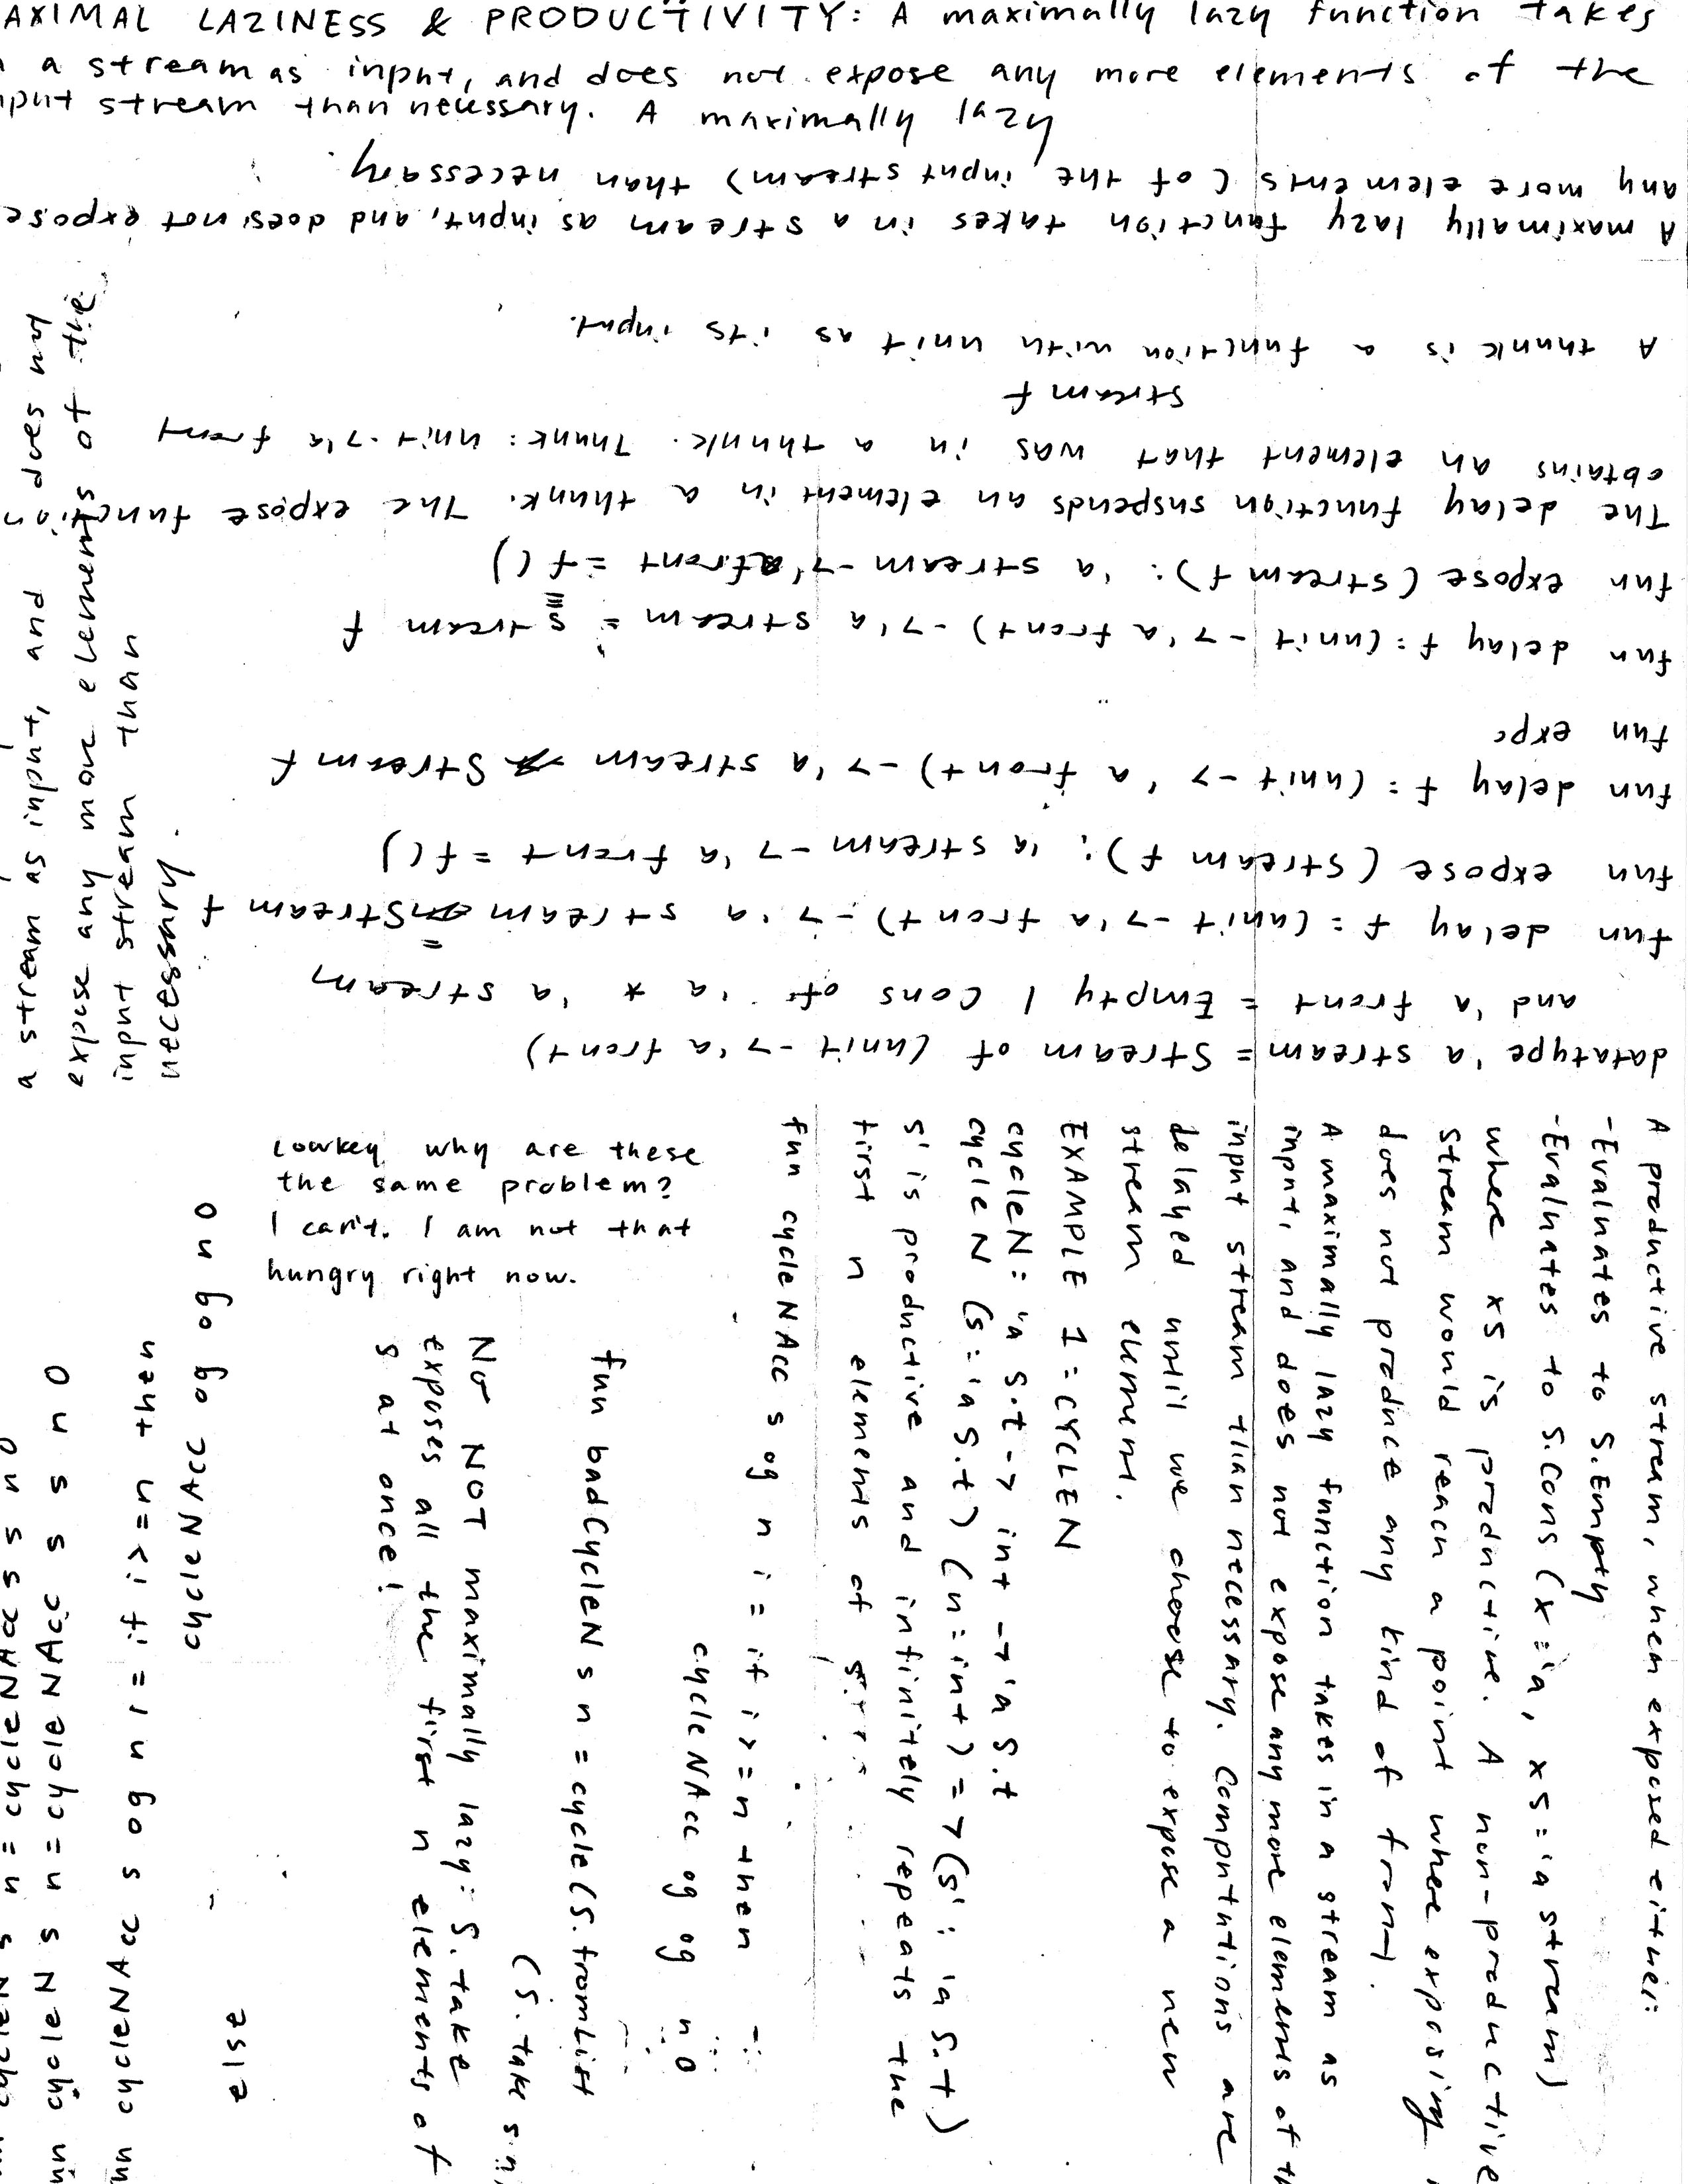 AXIMAL LAZINESS & PRODUCTIVITY: A maximally lazy function takes
a stream as input, and does not expose any more elements of the
put stream than necessary. A maximally lazy
A maximally lazy function takes in a stream as input, and does not expose
any more elements (of the input stream) than necessary.
A thunk is a function with unit as its input.
stream f
The delay function suspends an element in a thunk. The expose function
obtains an element that was in a thunk. Thunk: unit -> 'a front
fun delay f = (unit -> 'a front) -> 'a stream = stream f
fun expose (stream f): 'a stream -> 'a front = f ()
fun delay f = (unit -> 'a front) -> 'a stream Stream f
fun expo
fun delay f = (unit -> 'a front) -> 'a stream = Stream f
fun expose (Stream f): 'a stream -> 'a front = f ()
datatype 'a stream = Stream of (unit -> 'a front)
and 'a front = Empty | Cons of 'a * 'a stream
a stream as input, and does not
expose any more elements of the
input stream than
necessary.
Lowkey why are these
the same problem?
I can't. I am not that
hungry right now.
A productive stream, when exposed either:
-Evaluates to S.Empty
-Evaluates to S.Cons (x : 'a, xs : 'a stream)
where xs is productive. A non-productive
stream would reach a point where exposing
does not produce any kind of front.
A maximally lazy function takes in a stream as
input, and does not expose any more elements of th
input stream than necessary. Computations are
delayed until we choose to expose a new
stream element.
EXAMPLE 1: CYCLEN
cycleN: 'a S.t -> int -> 'a S.t
cycleN (s: 'a S.t) (n: int) => (s': 'a S.t)
s' is productive and infinitely repeats the
first n elements of s.
fun cycleNAcc s og n i = if i >= n then
cycleNAcc og og n 0
fun badCycleN s n = cycle (S.fromList
(S.take s n
No NOT maximally lazy: S.take
exposes all the first n elements of
s at once!
n = cycleNAcc s s n 0
un cycleN s n = cycleNAcc s s n 0
un cycleNAcc s og n i = if i >= n then
cycleNAcc og og n 0
else